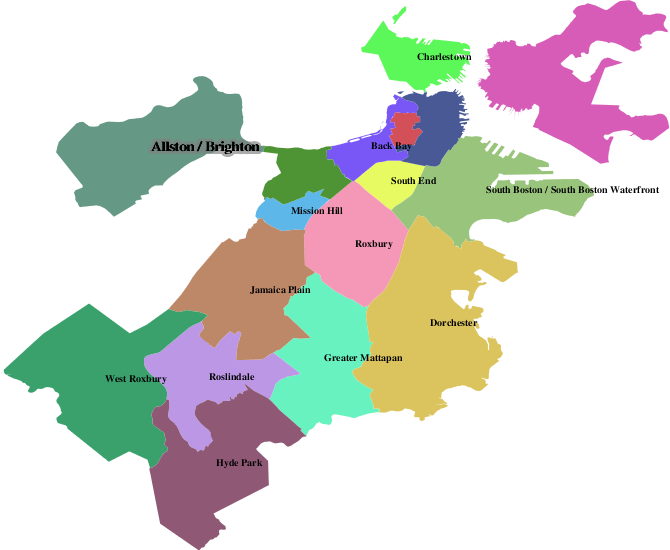 Charlestown
Allston / Brighton
Back Bay
South End
South Boston / South Boston Waterfront
Mission Hill
Roxbury
Jamaica Plain
Dorchester
Greater Mattapan
West Roxbury
Roslindale
Hyde Park